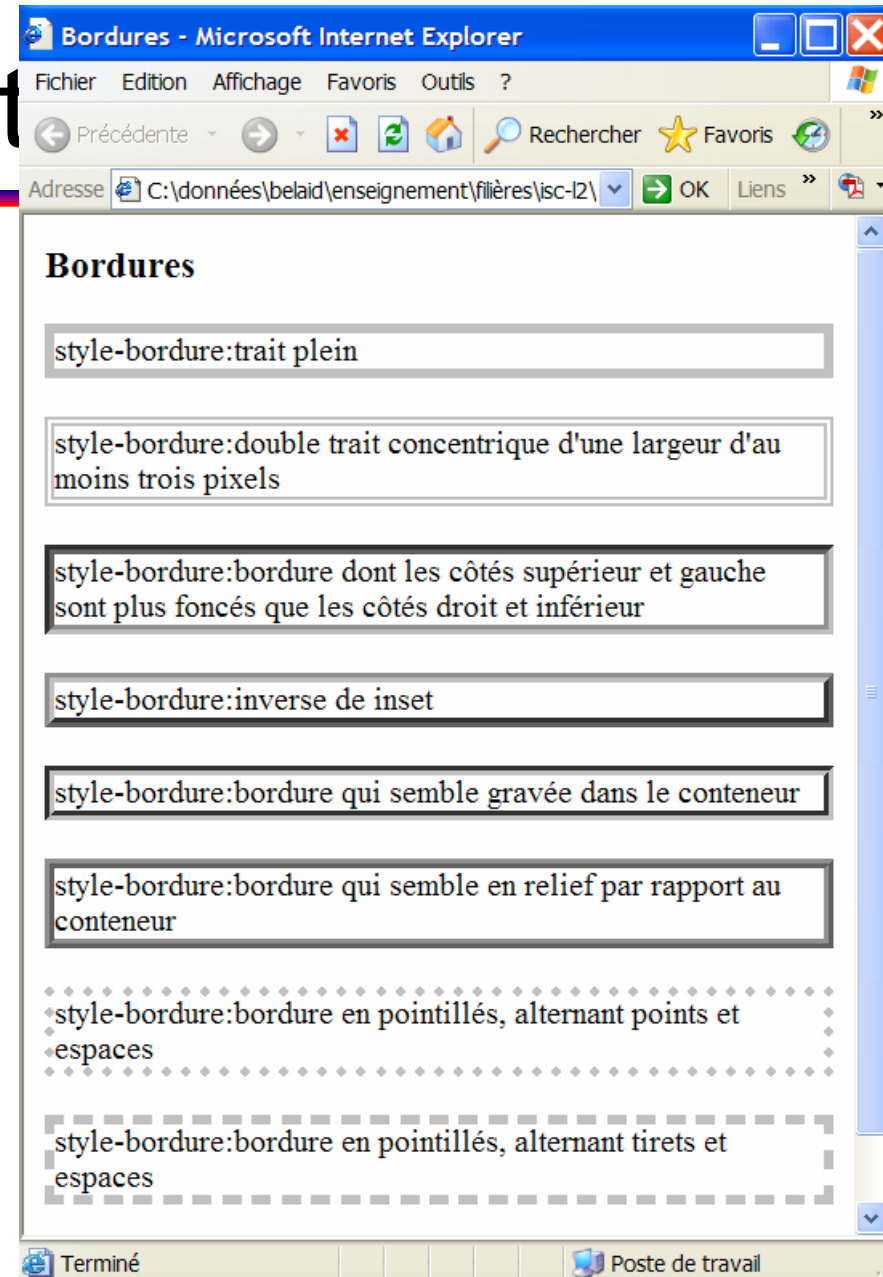 Bordures - Microsoft Internet Explorer
t
Fichier Edition Affichage Favoris Outils ?
Précédente Rechercher Favoris »
Adresse C:\données\belaid\enseignement\filières\isc-l2\ OK Liens »
Bordures
style-bordure:trait plein
style-bordure:double trait concentrique d'une largeur d'au
moins trois pixels
style-bordure:bordure dont les côtés supérieur et gauche
sont plus foncés que les côtés droit et inférieur
style-bordure:inverse de inset
style-bordure:bordure qui semble gravée dans le conteneur
style-bordure:bordure qui semble en relief par rapport au
conteneur
style-bordure:bordure en pointillés, alternant points et
espaces
style-bordure:bordure en pointillés, alternant tirets et
espaces
Terminé Poste de travail